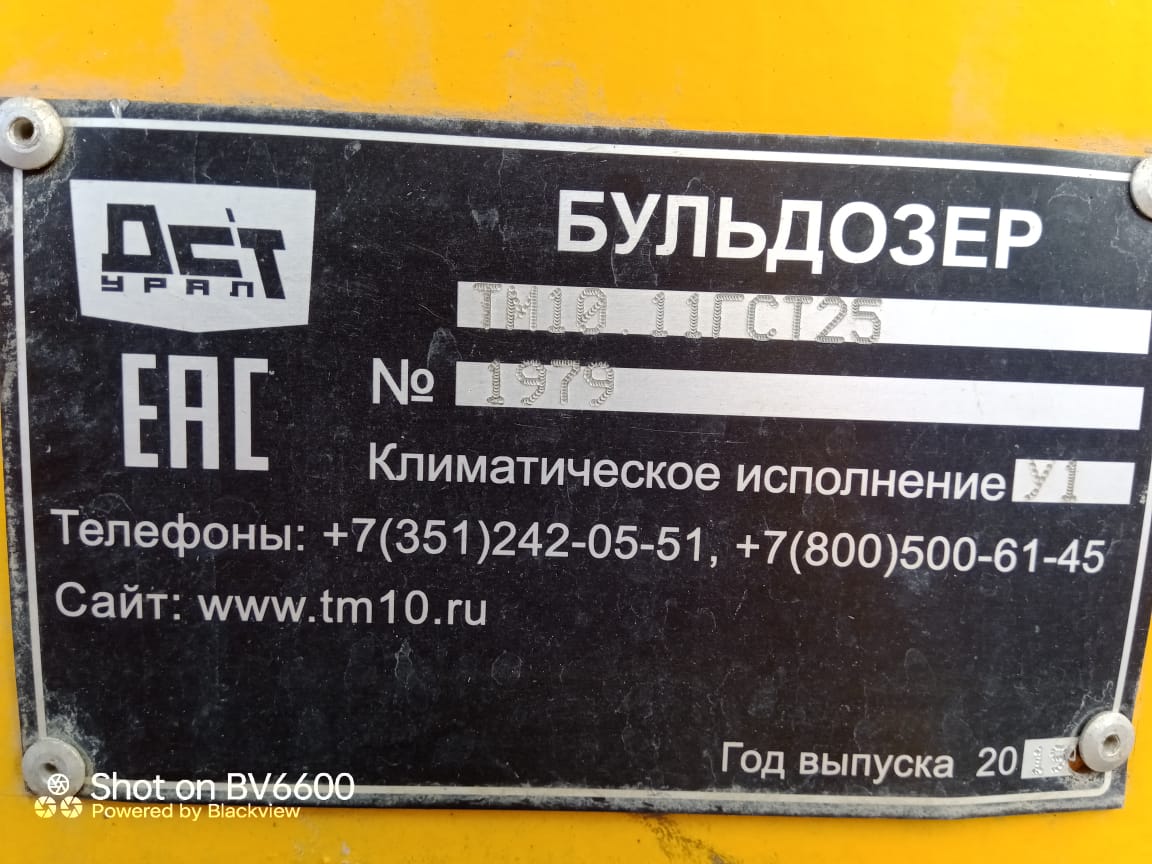 ДСТ
УРАЛ
БУЛЬДОЗЕР
ТМ10.11ГСТ25
ЕАС
№ 1979
Климатическое исполнение У1
Телефоны: +7(351)242-05-51, +7(800)500-61-45
Сайт: www.tm10.ru
Год выпуска 20
Shot on BV6600
Powered by Blackview